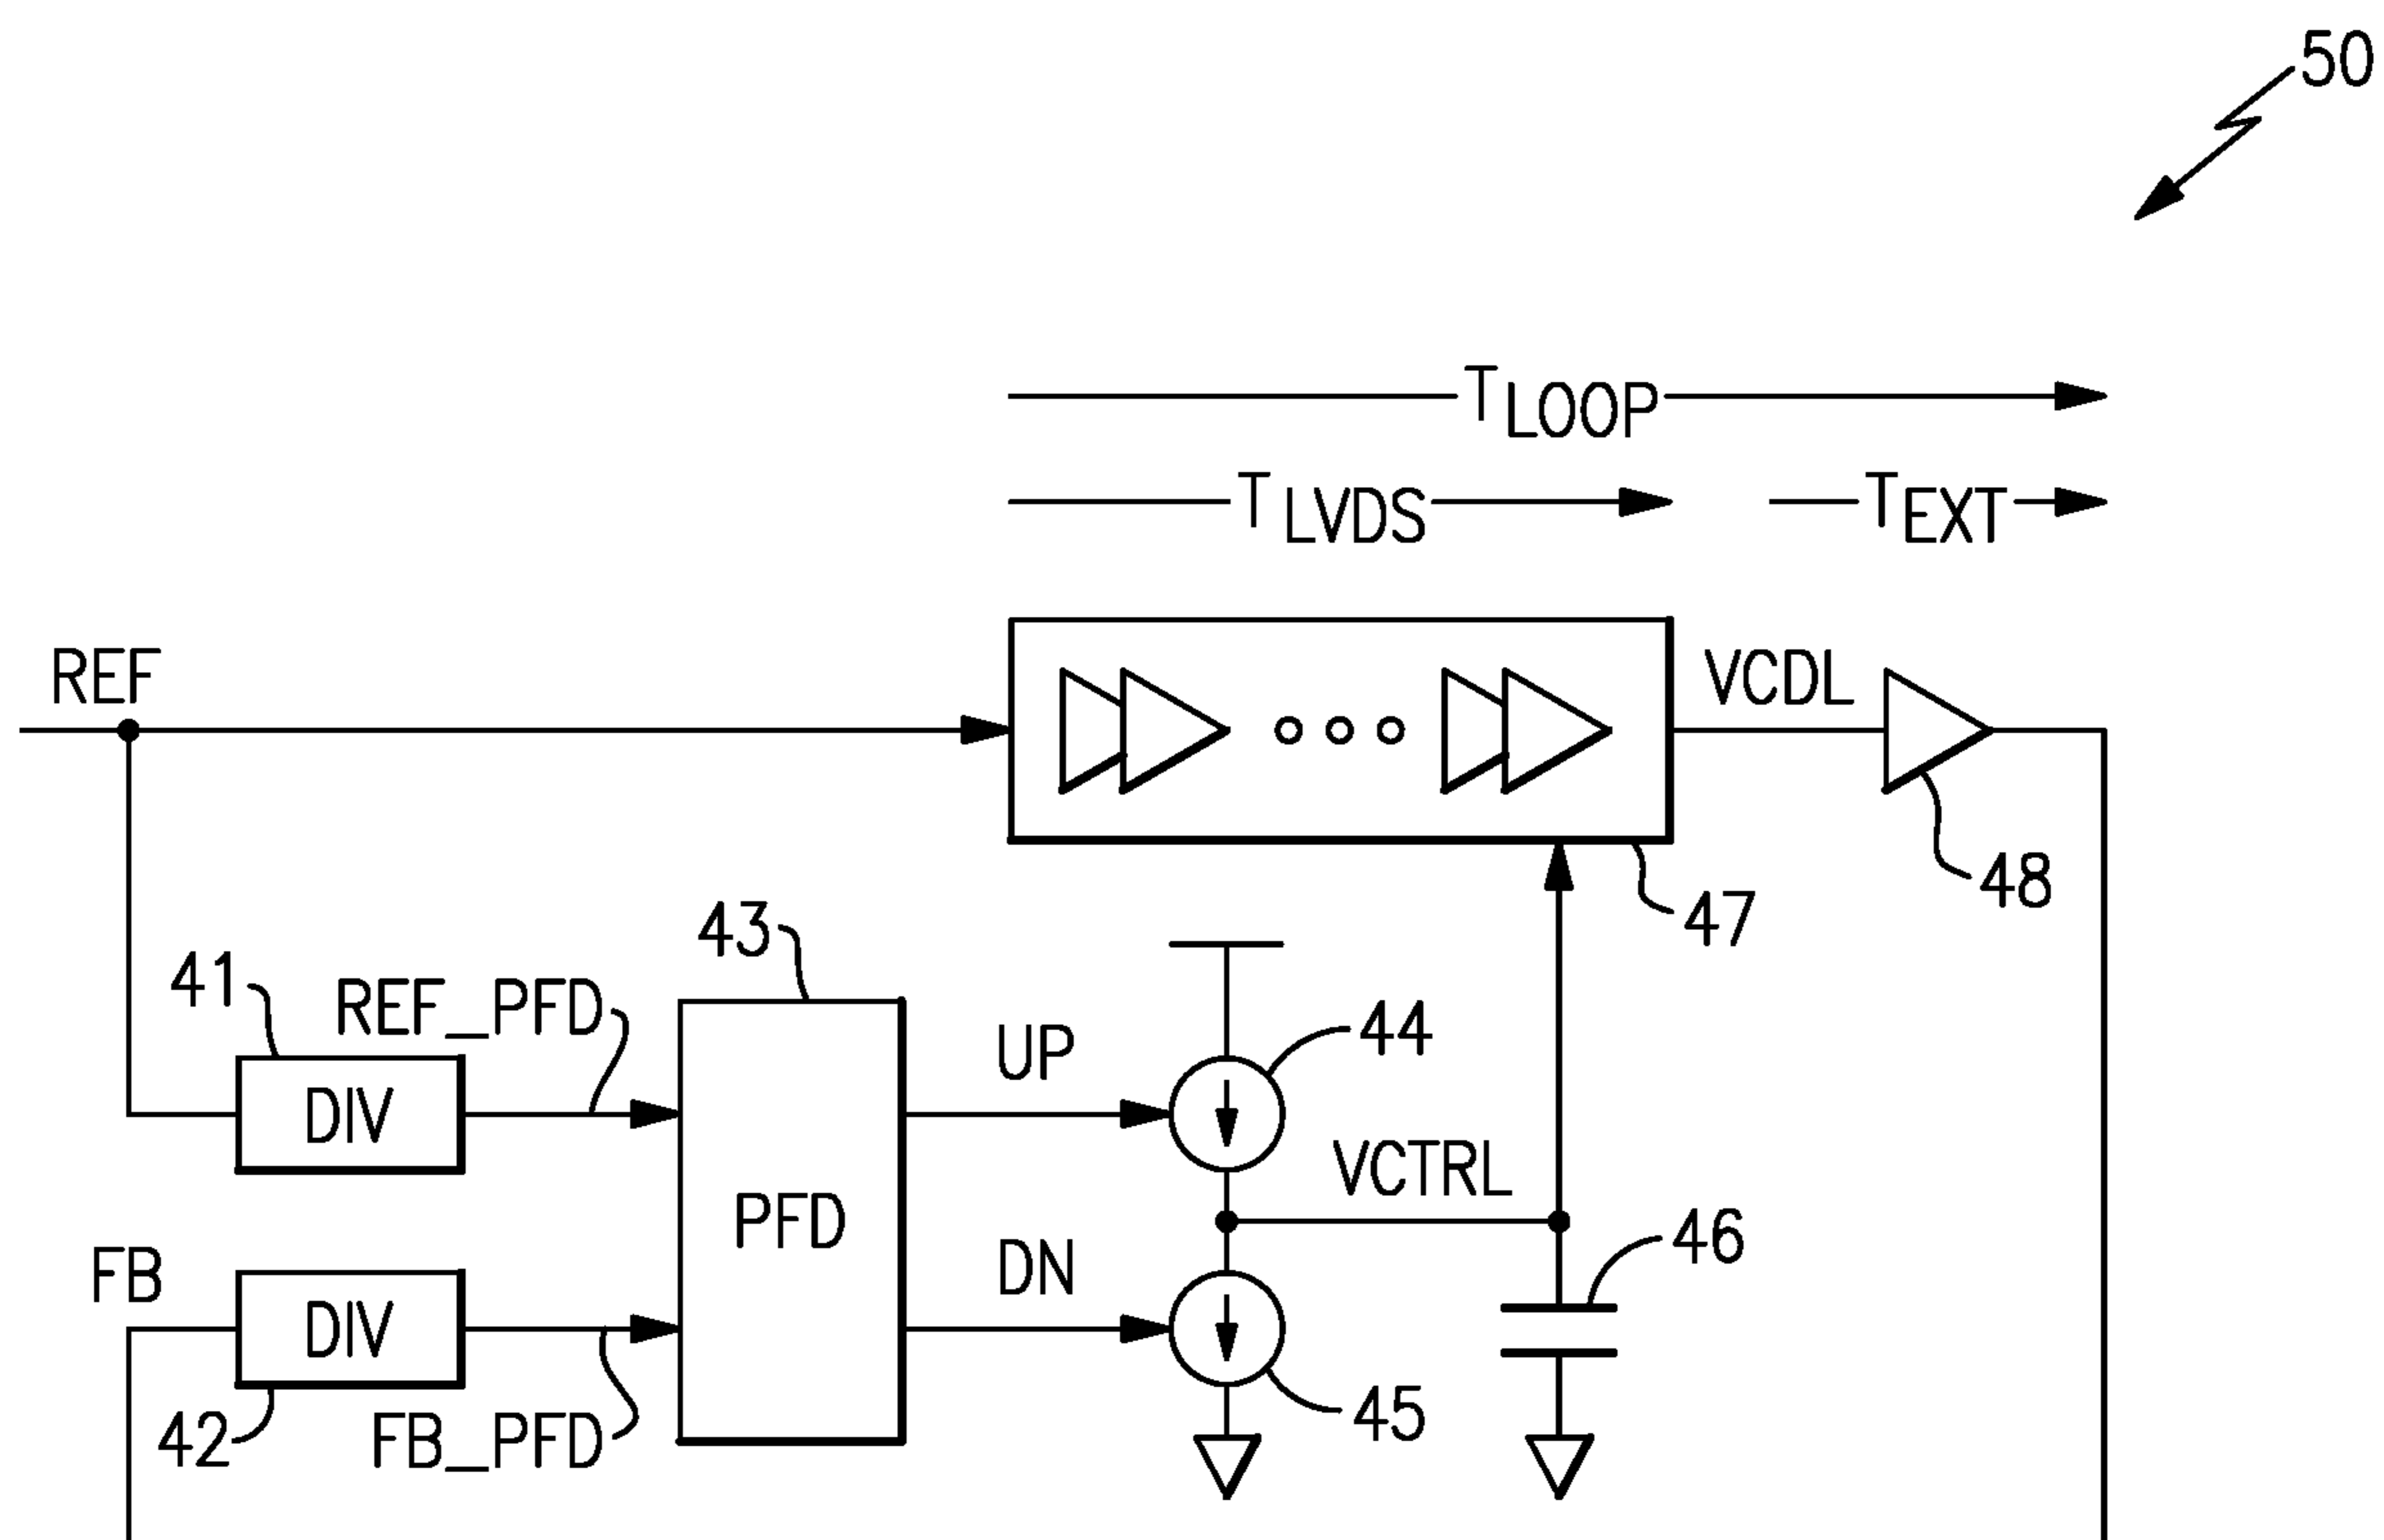 50
TLOOP
TLVDS
TEXT
REF
VCDL
48
47
43
41
REF_PFD
44
UP
DIV
VCTRL
PFD
46
FB
DN
DIV
45
42
FB_PFD